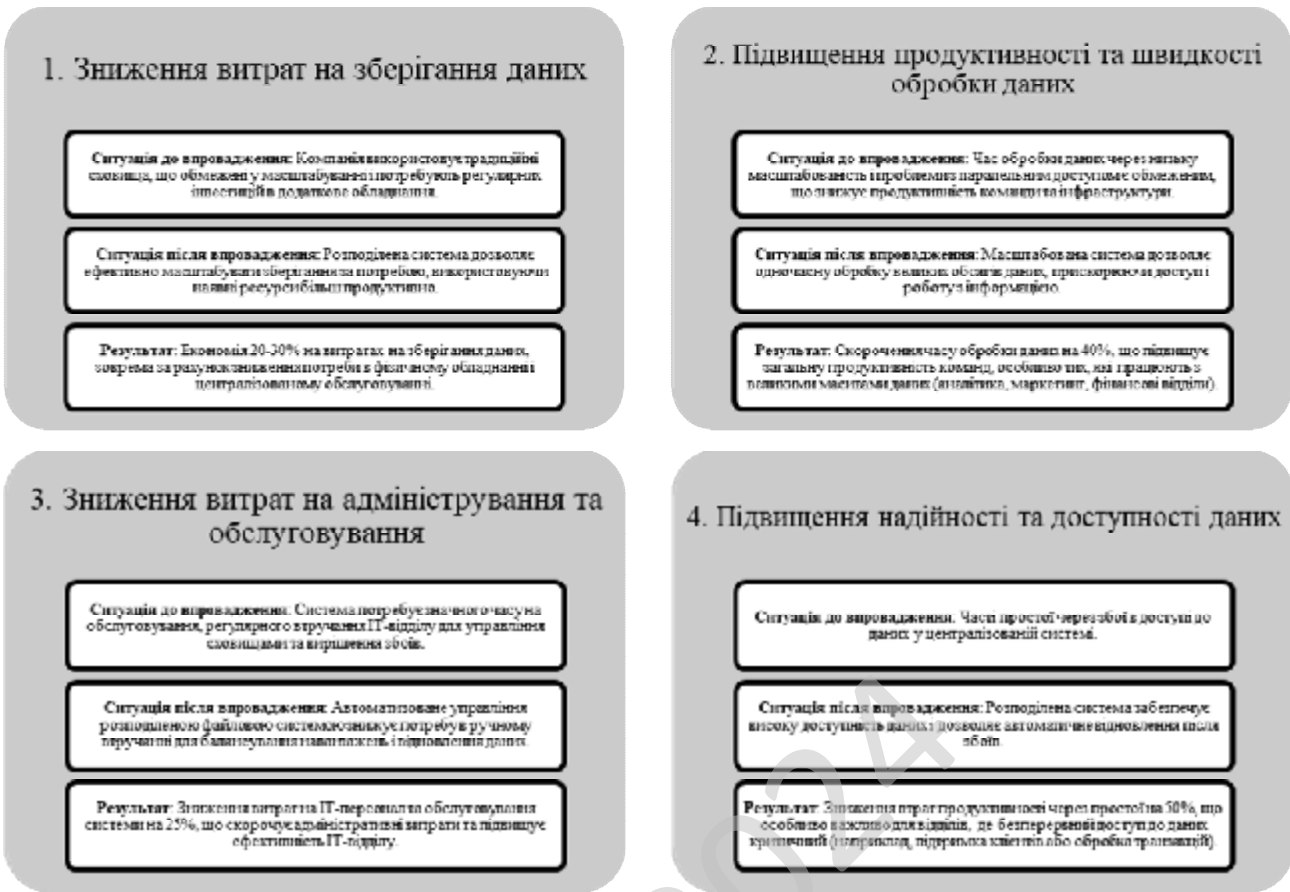 1. Зниження витрат на зберігання даних
Ситуація до впровадження: Компанія використовує традиційні
сховища, що обмежені у масштабуванні і потребують регулярних
інвестицій в додаткове обладнання.
Ситуація після впровадження: Розподілена система дозволяє
ефективно масштабувати зберігання за потребою, використовуючи
наявні ресурси більш продуктивно.
Результат: Економія 20-30% на витратах на зберігання даних,
зокрема за рахунок зниження потреби в фізичному обладнанні і
централізованому обслуговуванні.
2. Підвищення продуктивності та швидкості
обробки даних
Ситуація до впровадження: Час обробки даних через низьку
масштабованість і проблеми з паралельним доступом є обмеженим,
що знижує продуктивність команди та інфраструктури.
Ситуація після впровадження: Масштабована система дозволяє
одночасну обробку великих обсягів даних, прискорюючи доступ і
роботу з інформацією.
Результат: Скорочення часу обробки даних на 40%, що підвищує
загальну продуктивність команд, особливо тих, які працюють з
великими масивами даних (аналітика, маркетинг, фінансові відділи).
3. Зниження витрат на адміністрування та
обслуговування
Ситуація до впровадження: Система потребує значного часу на
обслуговування, регулярного втручання ІТ-відділу для управління
сховищами та вирішення збоїв.
Ситуація після впровадження: Автоматизоване управління
розподіленою файловою системою знижує потребу в ручному
втручанні для балансування навантажень і відновлення даних.
Результат: Зниження витрат на ІТ-персонал та обслуговування
системи на 25%, що скорочує адміністративні витрати та підвищує
ефективність ІТ-відділу.
4. Підвищення надійності та доступності даних
Ситуація до впровадження: Часті простої через збої в доступі до
даних у централізованій системі.
Ситуація після впровадження: Розподілена система забезпечує
високу доступність даних і дозволяє автоматичне відновлення після
збоїв.
Результат: Зниження втрат продуктивності через простої на 50%, що
особливо важливо для відділів, де безперервний доступ до даних
критичний (наприклад, підтримка клієнтів або обробка транзакцій).
2024